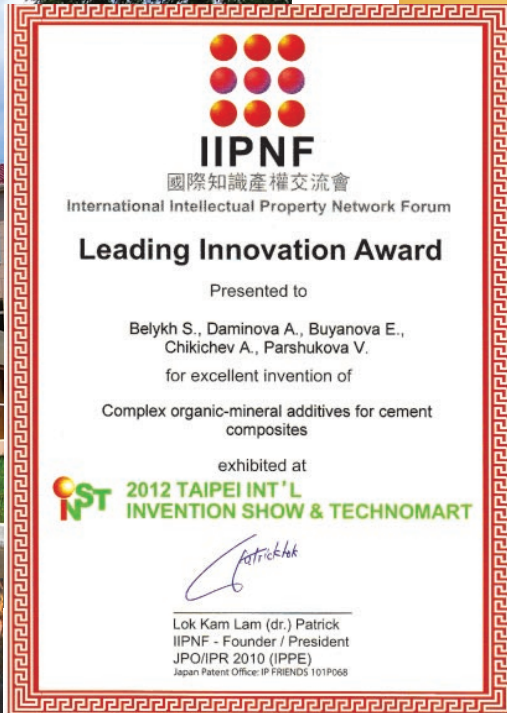 IIPNF
國際知識產權交流會
International Intellectual Property Network Forum
Leading Innovation Award
Presented to
Belykh S., Daminova A., Buyanova E.,
Chikichev A., Parshukova V.
for excellent invention of
Complex organic-mineral additives for cement
composites
exhibited at
INST 2012 TAIPEI INT'L
INVENTION SHOW & TECHNOMART
Patricklok
Lok Kam Lam (dr.) Patrick
IIPNF - Founder / President
JPO/IPR 2010 (IPPE)
Japan Patent Office: IP FRIENDS 101P068